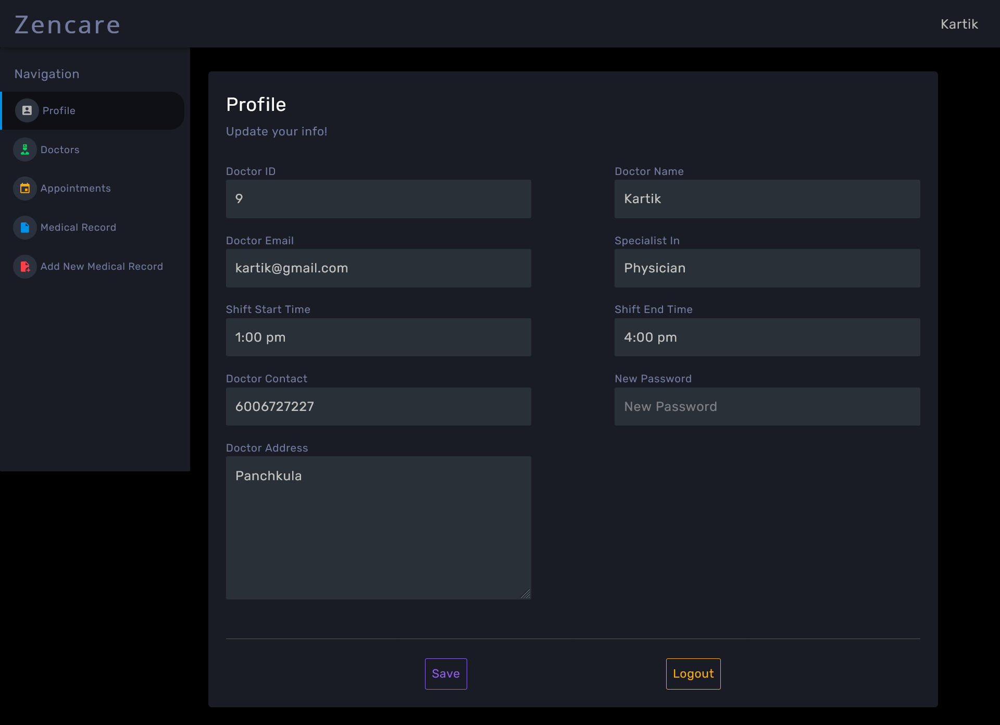 Zencare
Kartik
Navigation
Profile
Doctors
Appointments
Medical Record
Add New Medical Record
Profile
Update your info!
Doctor ID
9
Doctor Name
Kartik
Doctor Email
kartik@gmail.com
Specialist In
Physician
Shift Start Time
1:00 pm
Shift End Time
4:00 pm
Doctor Contact
6006727227
New Password
New Password
Doctor Address
Panchkula
Save
Logout